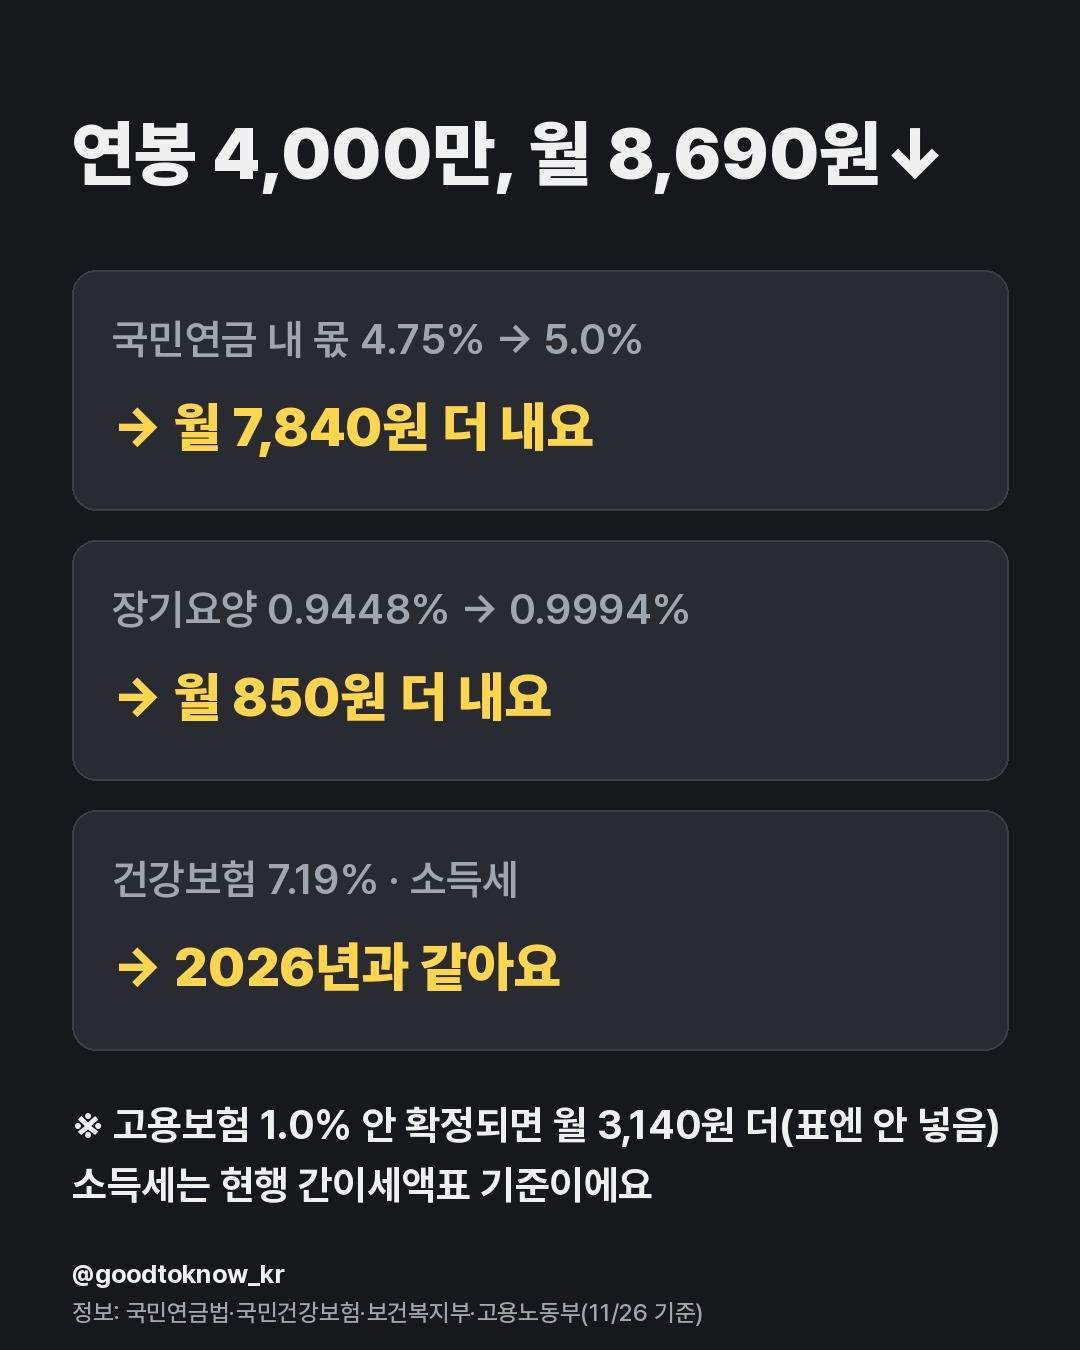 연봉 4,000만, 월 8,690원↓
국민연금 내 몫 4.75% → 5.0%
→ 월 7,840원 더 내요
장기요양 0.9448% → 0.9994%
→ 월 850원 더 내요
건강보험 7.19% · 소득세
→ 2026년과 같아요
※ 고용보험 1.0% 안 확정되면 월 3,140원 더(표엔 안 넣음)
소득세는 현행 간이세액표 기준이에요
@goodtoknow_kr
정보: 국민연금법·국민건강보험·보건복지부·고용노동부(11/26 기준)